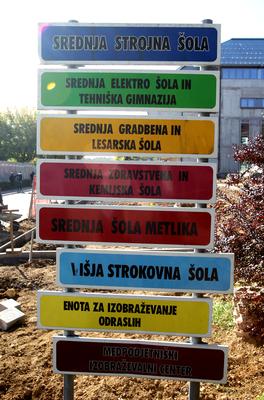 SREDNJA STROJNA ŠOLA
SREDNJA ELEKTRO ŠOLA IN
TEHNIŠKA GIMNAZIJA
SREDNJA GRADBENA IN
LESARSKA ŠOLA
SREDNJA ZDRAVSTVENA IN
KEMIJSKA ŠOLA
SREDNJA ŠOLA METLIKA
VIŠJA STROKOVNA ŠOLA
ENOTA ZA IZOBRAŽEVANJE
ODRASLIH
MEDPODJETNIŠKI
IZOBRAŽEVALNI CENTER